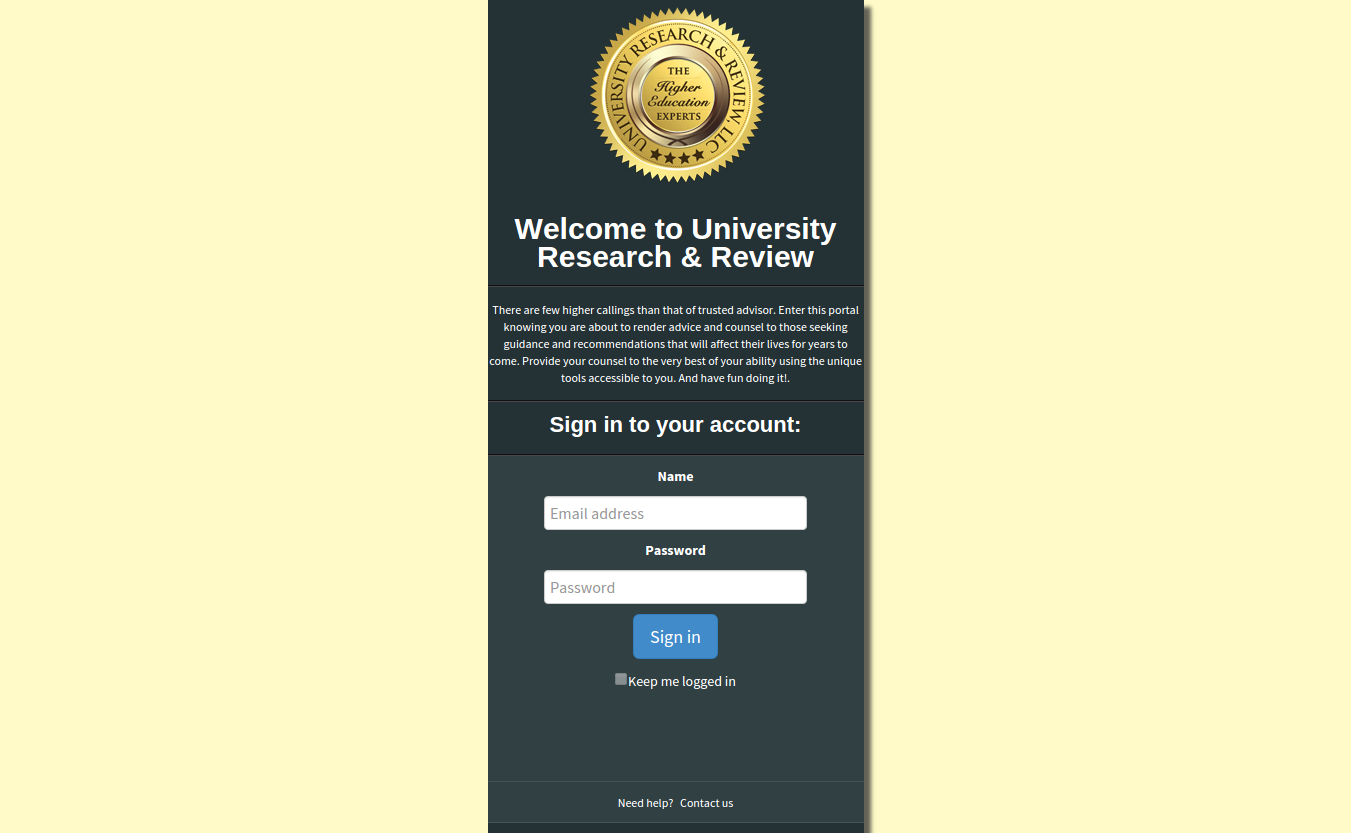 UNIVERSITY RESEARCH & REVIEW, LLC
THE
Higher
Education
EXPERTS
Welcome to University
Research & Review
There are few higher callings than that of trusted advisor. Enter this portal
knowing you are about to render advice and counsel to those seeking
guidance and recommendations that will affect their lives for years to
come. Provide your counsel to the very best of your ability using the unique
tools accessible to you. And have fun doing it!.
Sign in to your account:
Name
Email address
Password
Password
Sign in
Keep me logged in
Need help? Contact us